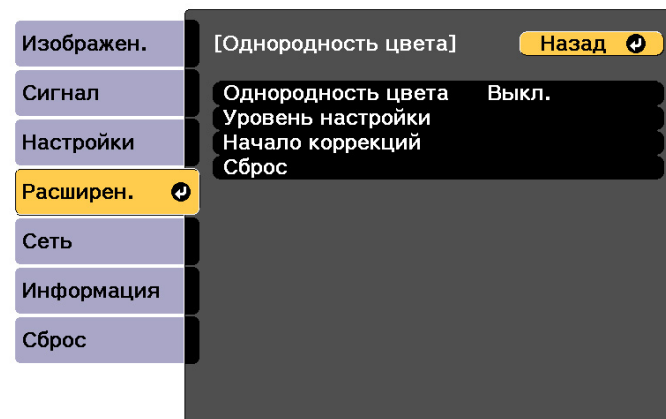 Изображен.
Сигнал
Настройки
Расширен.
Сеть
Информация
Сброс
[Однородность цвета] Назад
Однородность цвета Выкл.
Уровень настройки
Начало коррекций
Сброс